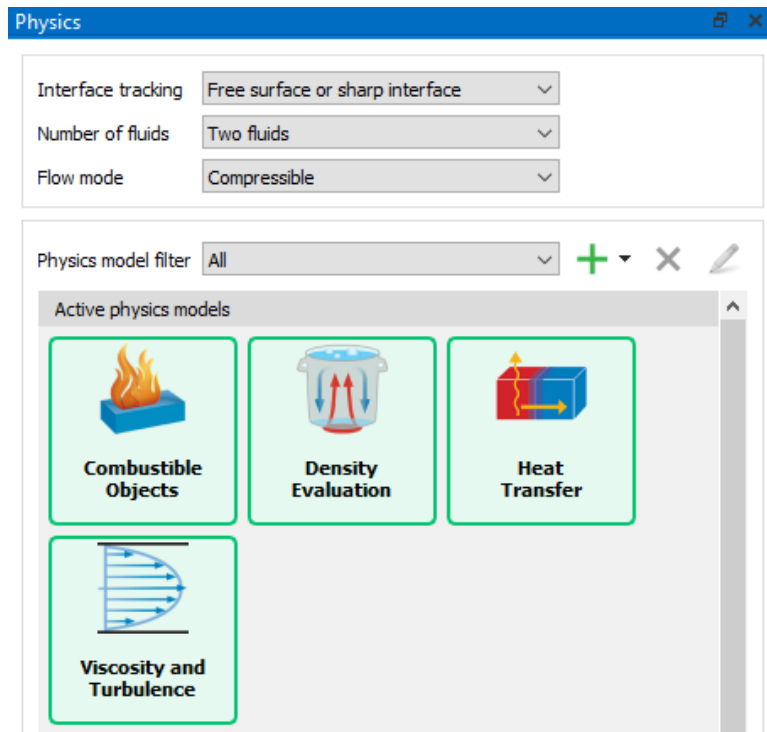 Physics
Interface tracking Free surface or sharp interface
Number of fluids Two fluids
Flow mode Compressible
Physics model filter All
Active physics models
Combustible
Objects
Density
Evaluation
Heat
Transfer
Viscosity and
Turbulence